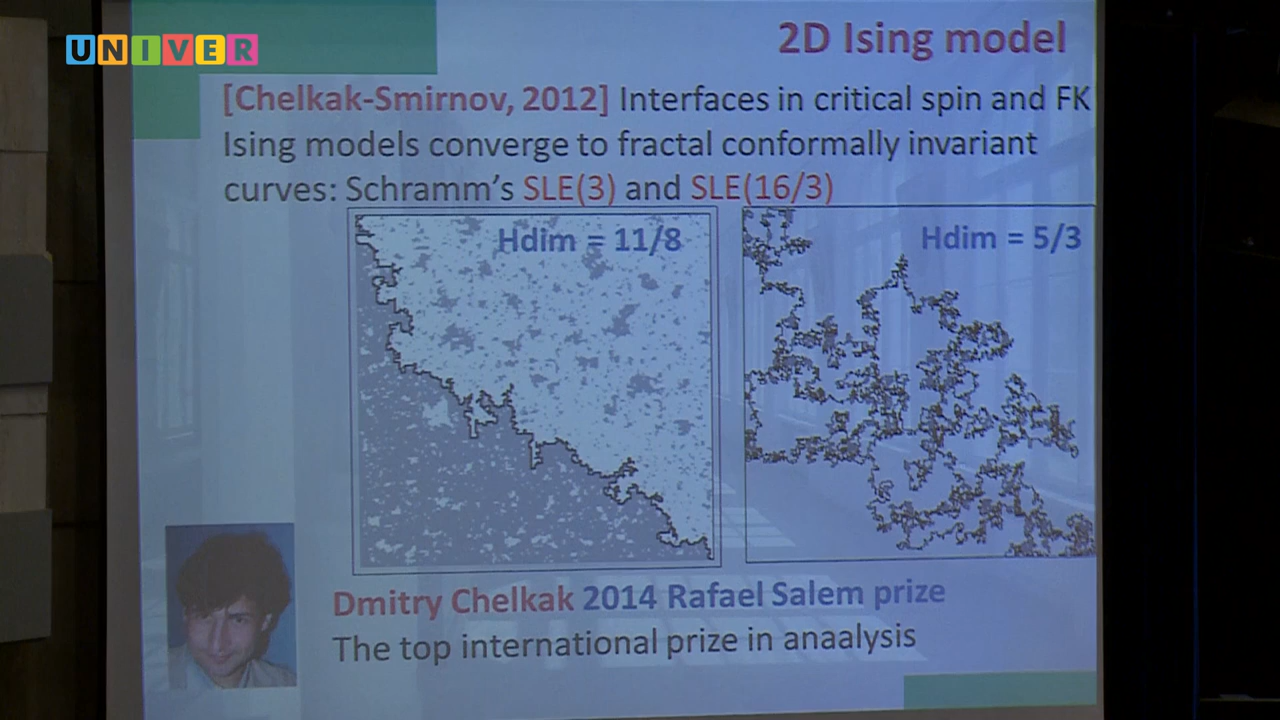 UNIVER
2D Ising model
[Chelkak-Smirnov, 2012] Interfaces in critical spin and FK
Ising models converge to fractal conformally invariant
curves: Schramm's SLE(3) and SLE(16/3)
Hdim = 11/8
Hdim = 5/3
Dmitry Chelkak 2014 Rafael Salem prize
The top international prize in anaalysis